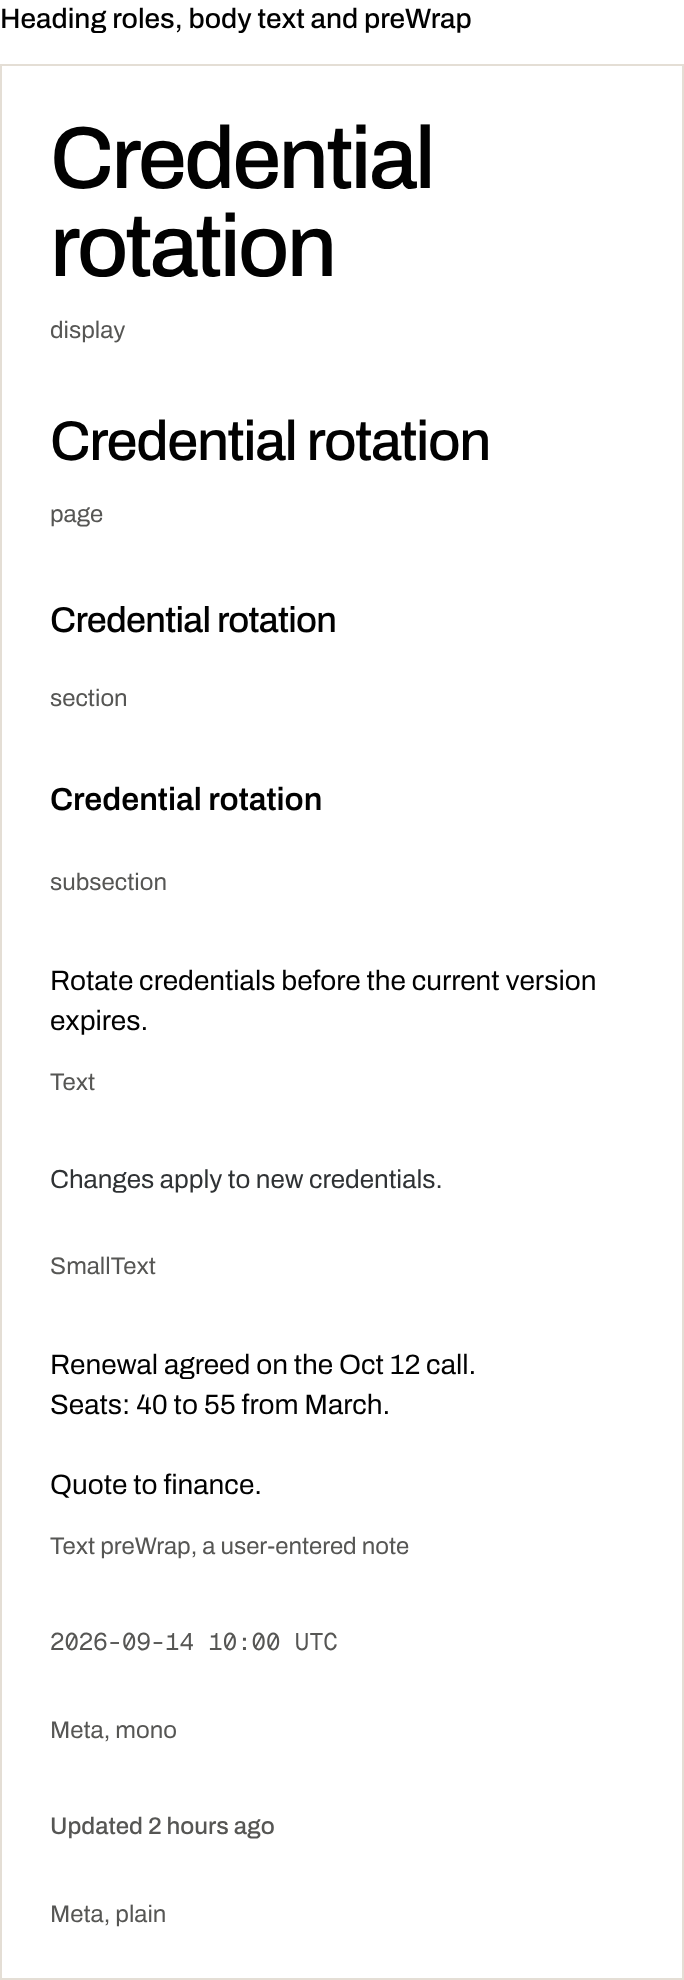 Heading roles, body text and preWrap
Credential
rotation
display
Credential rotation
page
Credential rotation
section
Credential rotation
subsection
Rotate credentials before the current version
expires.
Text
Changes apply to new credentials.
SmallText
Renewal agreed on the Oct 12 call.
Seats: 40 to 55 from March.
Quote to finance.
Text preWrap, a user-entered note
2026-09-14 10:00 UTC
Meta, mono
Updated 2 hours ago
Meta, plain